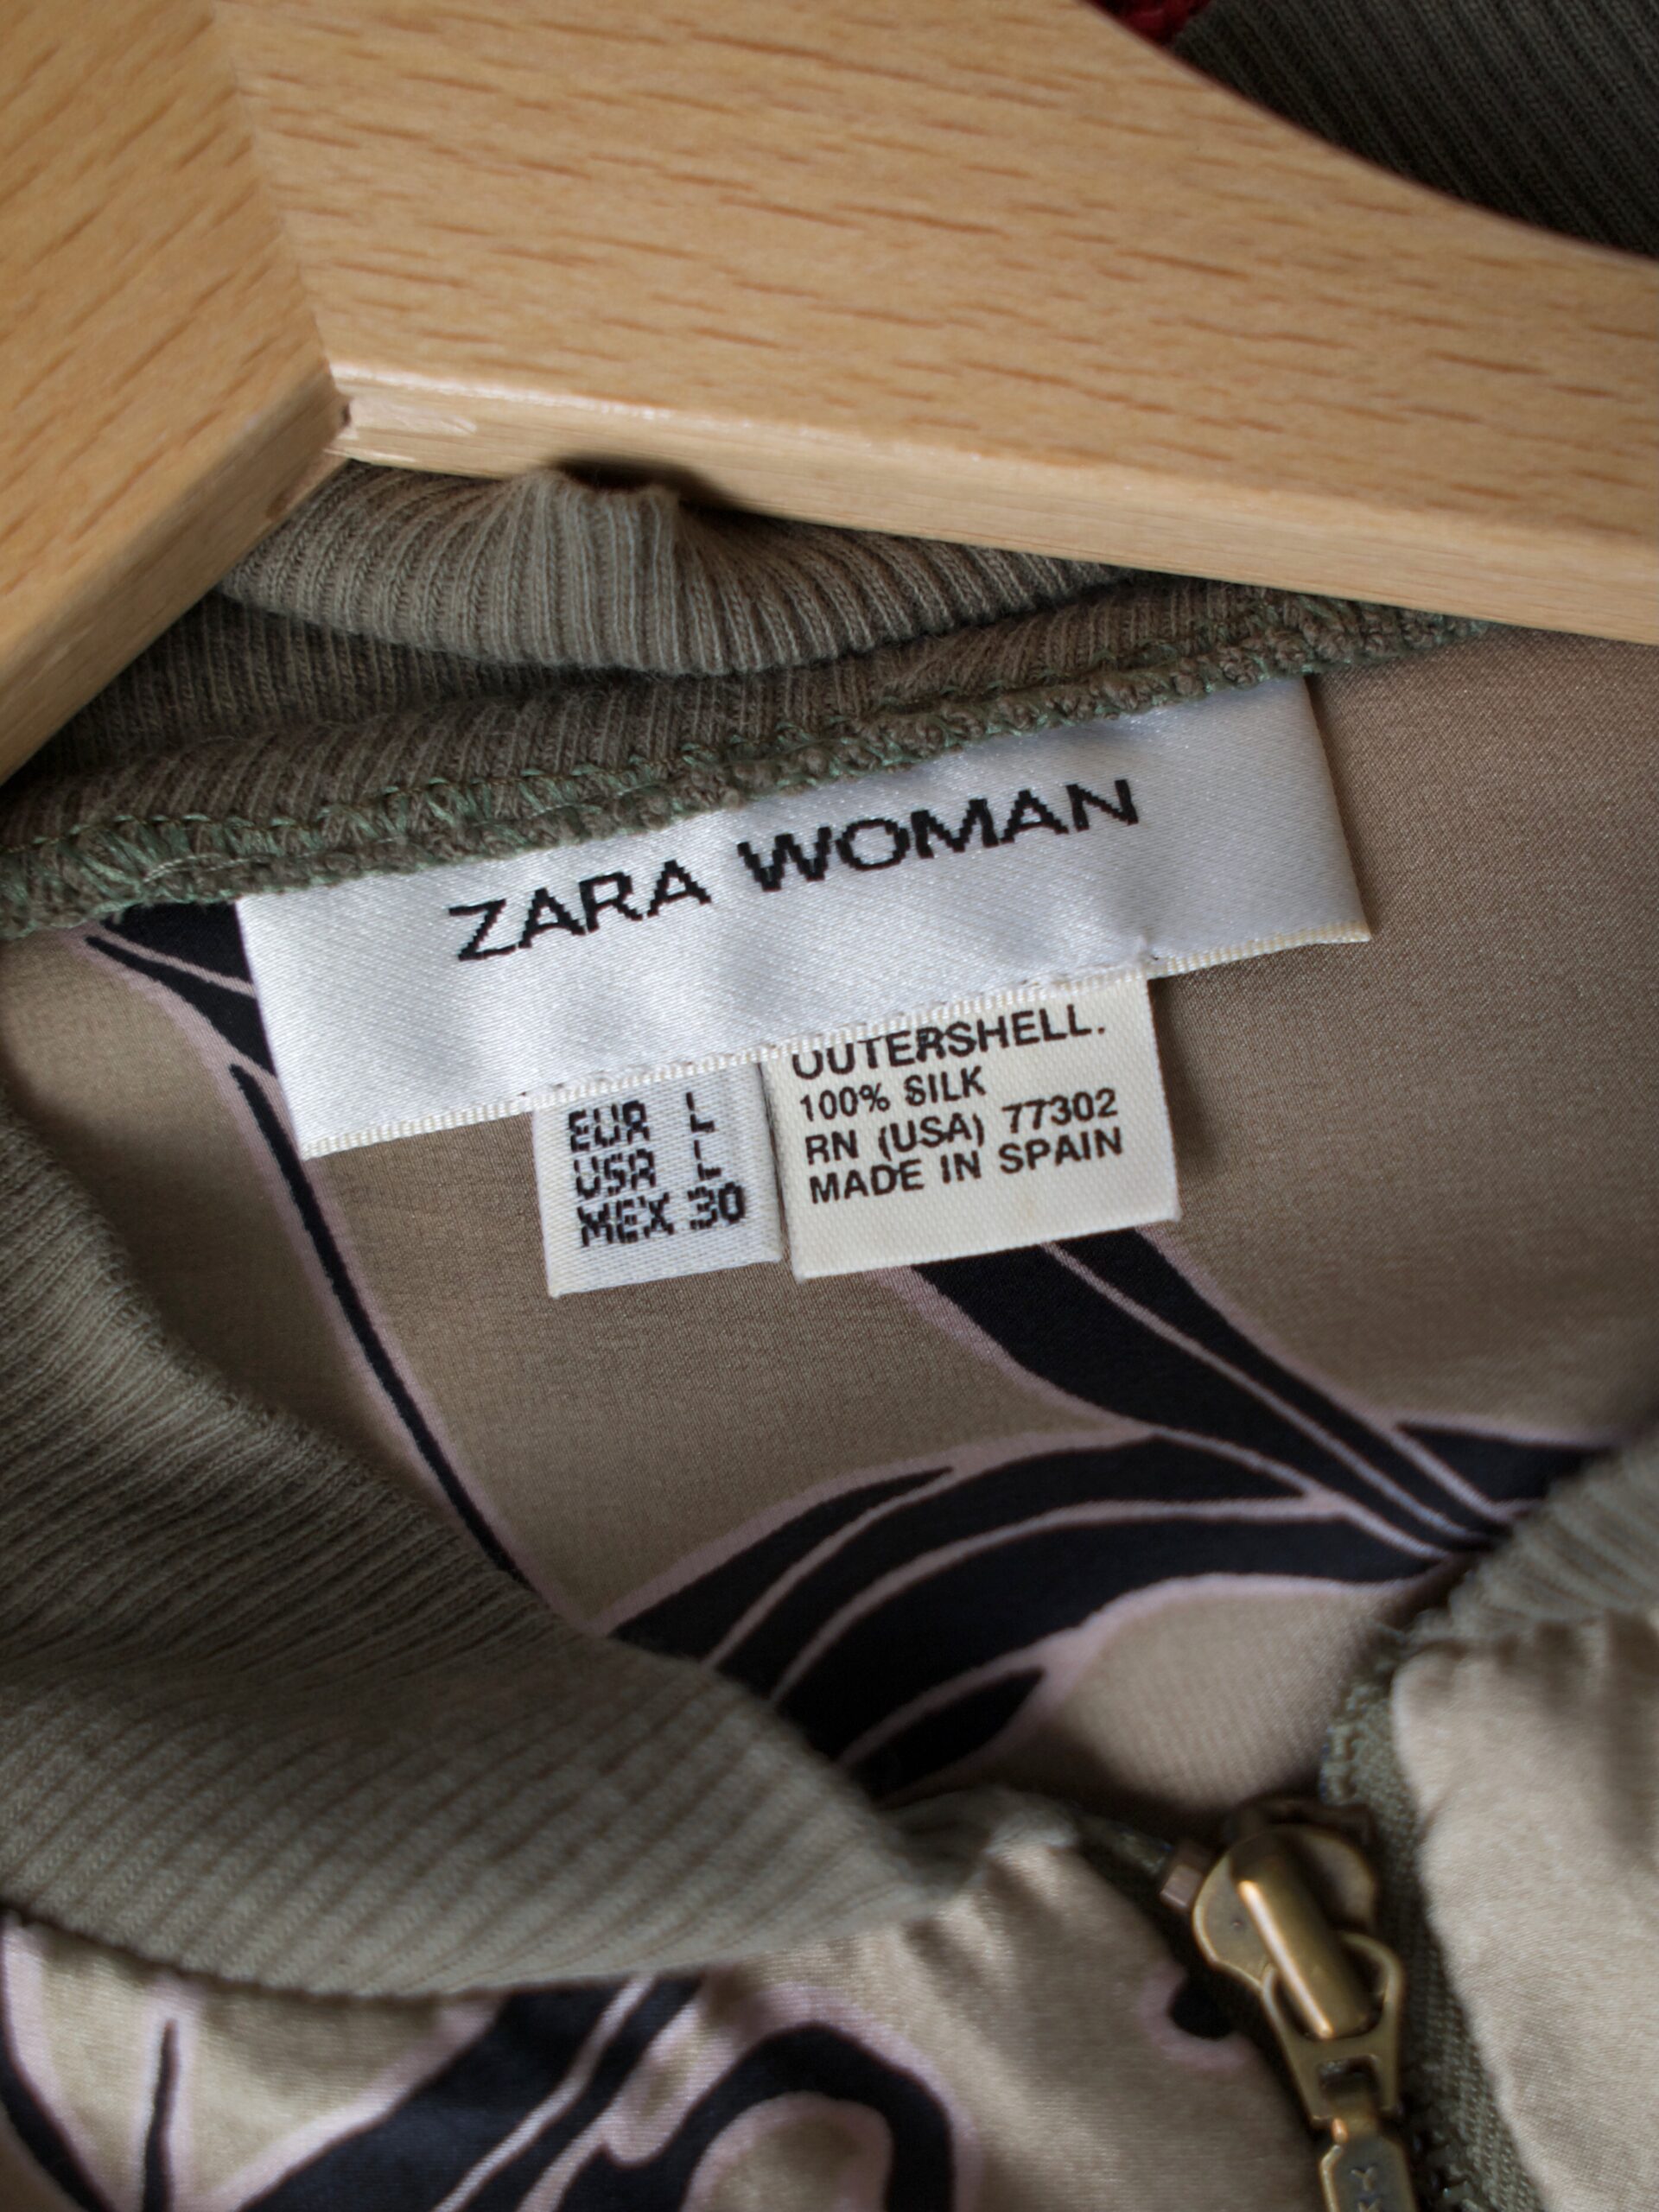 ZARA WOMAN
EUR L
USA L
MEX 30
OUTERSHELL.
100% SILK
RN (USA) 77302
MADE IN SPAIN